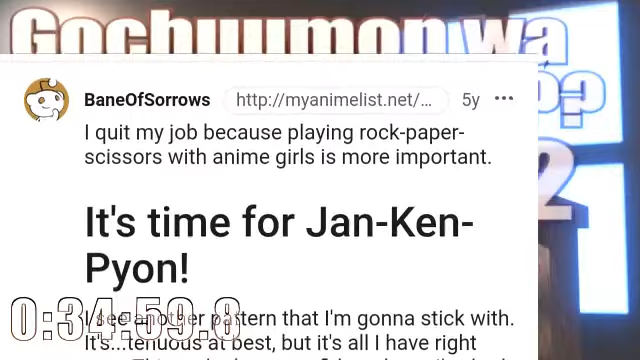 Gochuumon wa
BaneOfSorrows http://myanimelist.net/... 5y ...
I quit my job because playing rock-paper-
scissors with anime girls is more important.
It's time for Jan-Ken-
Pyon!
0:34:59.8
I see another pattern that I'm gonna stick with.
It's...tenuous at best, but it's all I have right